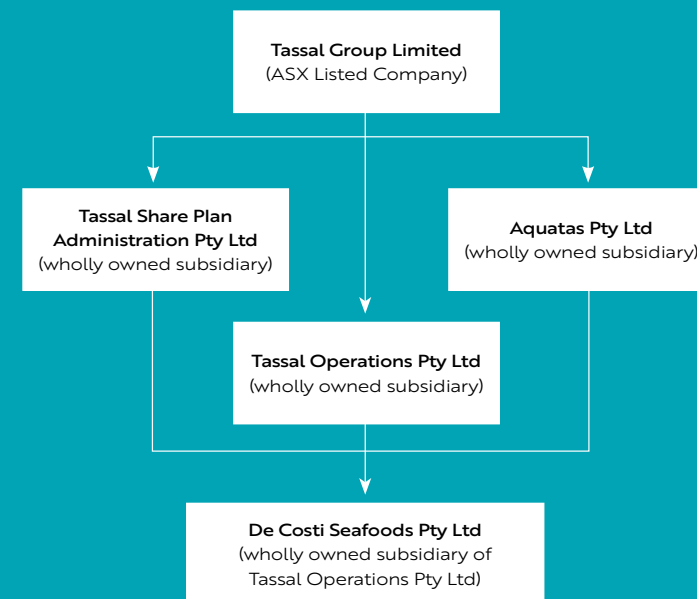 Tassal Group Limited
(ASX Listed Company)
Tassal Share Plan
Administration Pty Ltd
(wholly owned subsidiary)
Aquatas Pty Ltd
(wholly owned subsidiary)
Tassal Operations Pty Ltd
(wholly owned subsidiary)
De Costi Seafoods Pty Ltd
(wholly owned subsidiary of
Tassal Operations Pty Ltd)